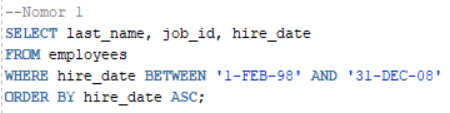 --Nomor 1
SELECT last_name, job_id, hire_date
FROM employees
WHERE hire_date BETWEEN '1-FEB-98' AND '31-DEC-08'
ORDER BY hire_date ASC;